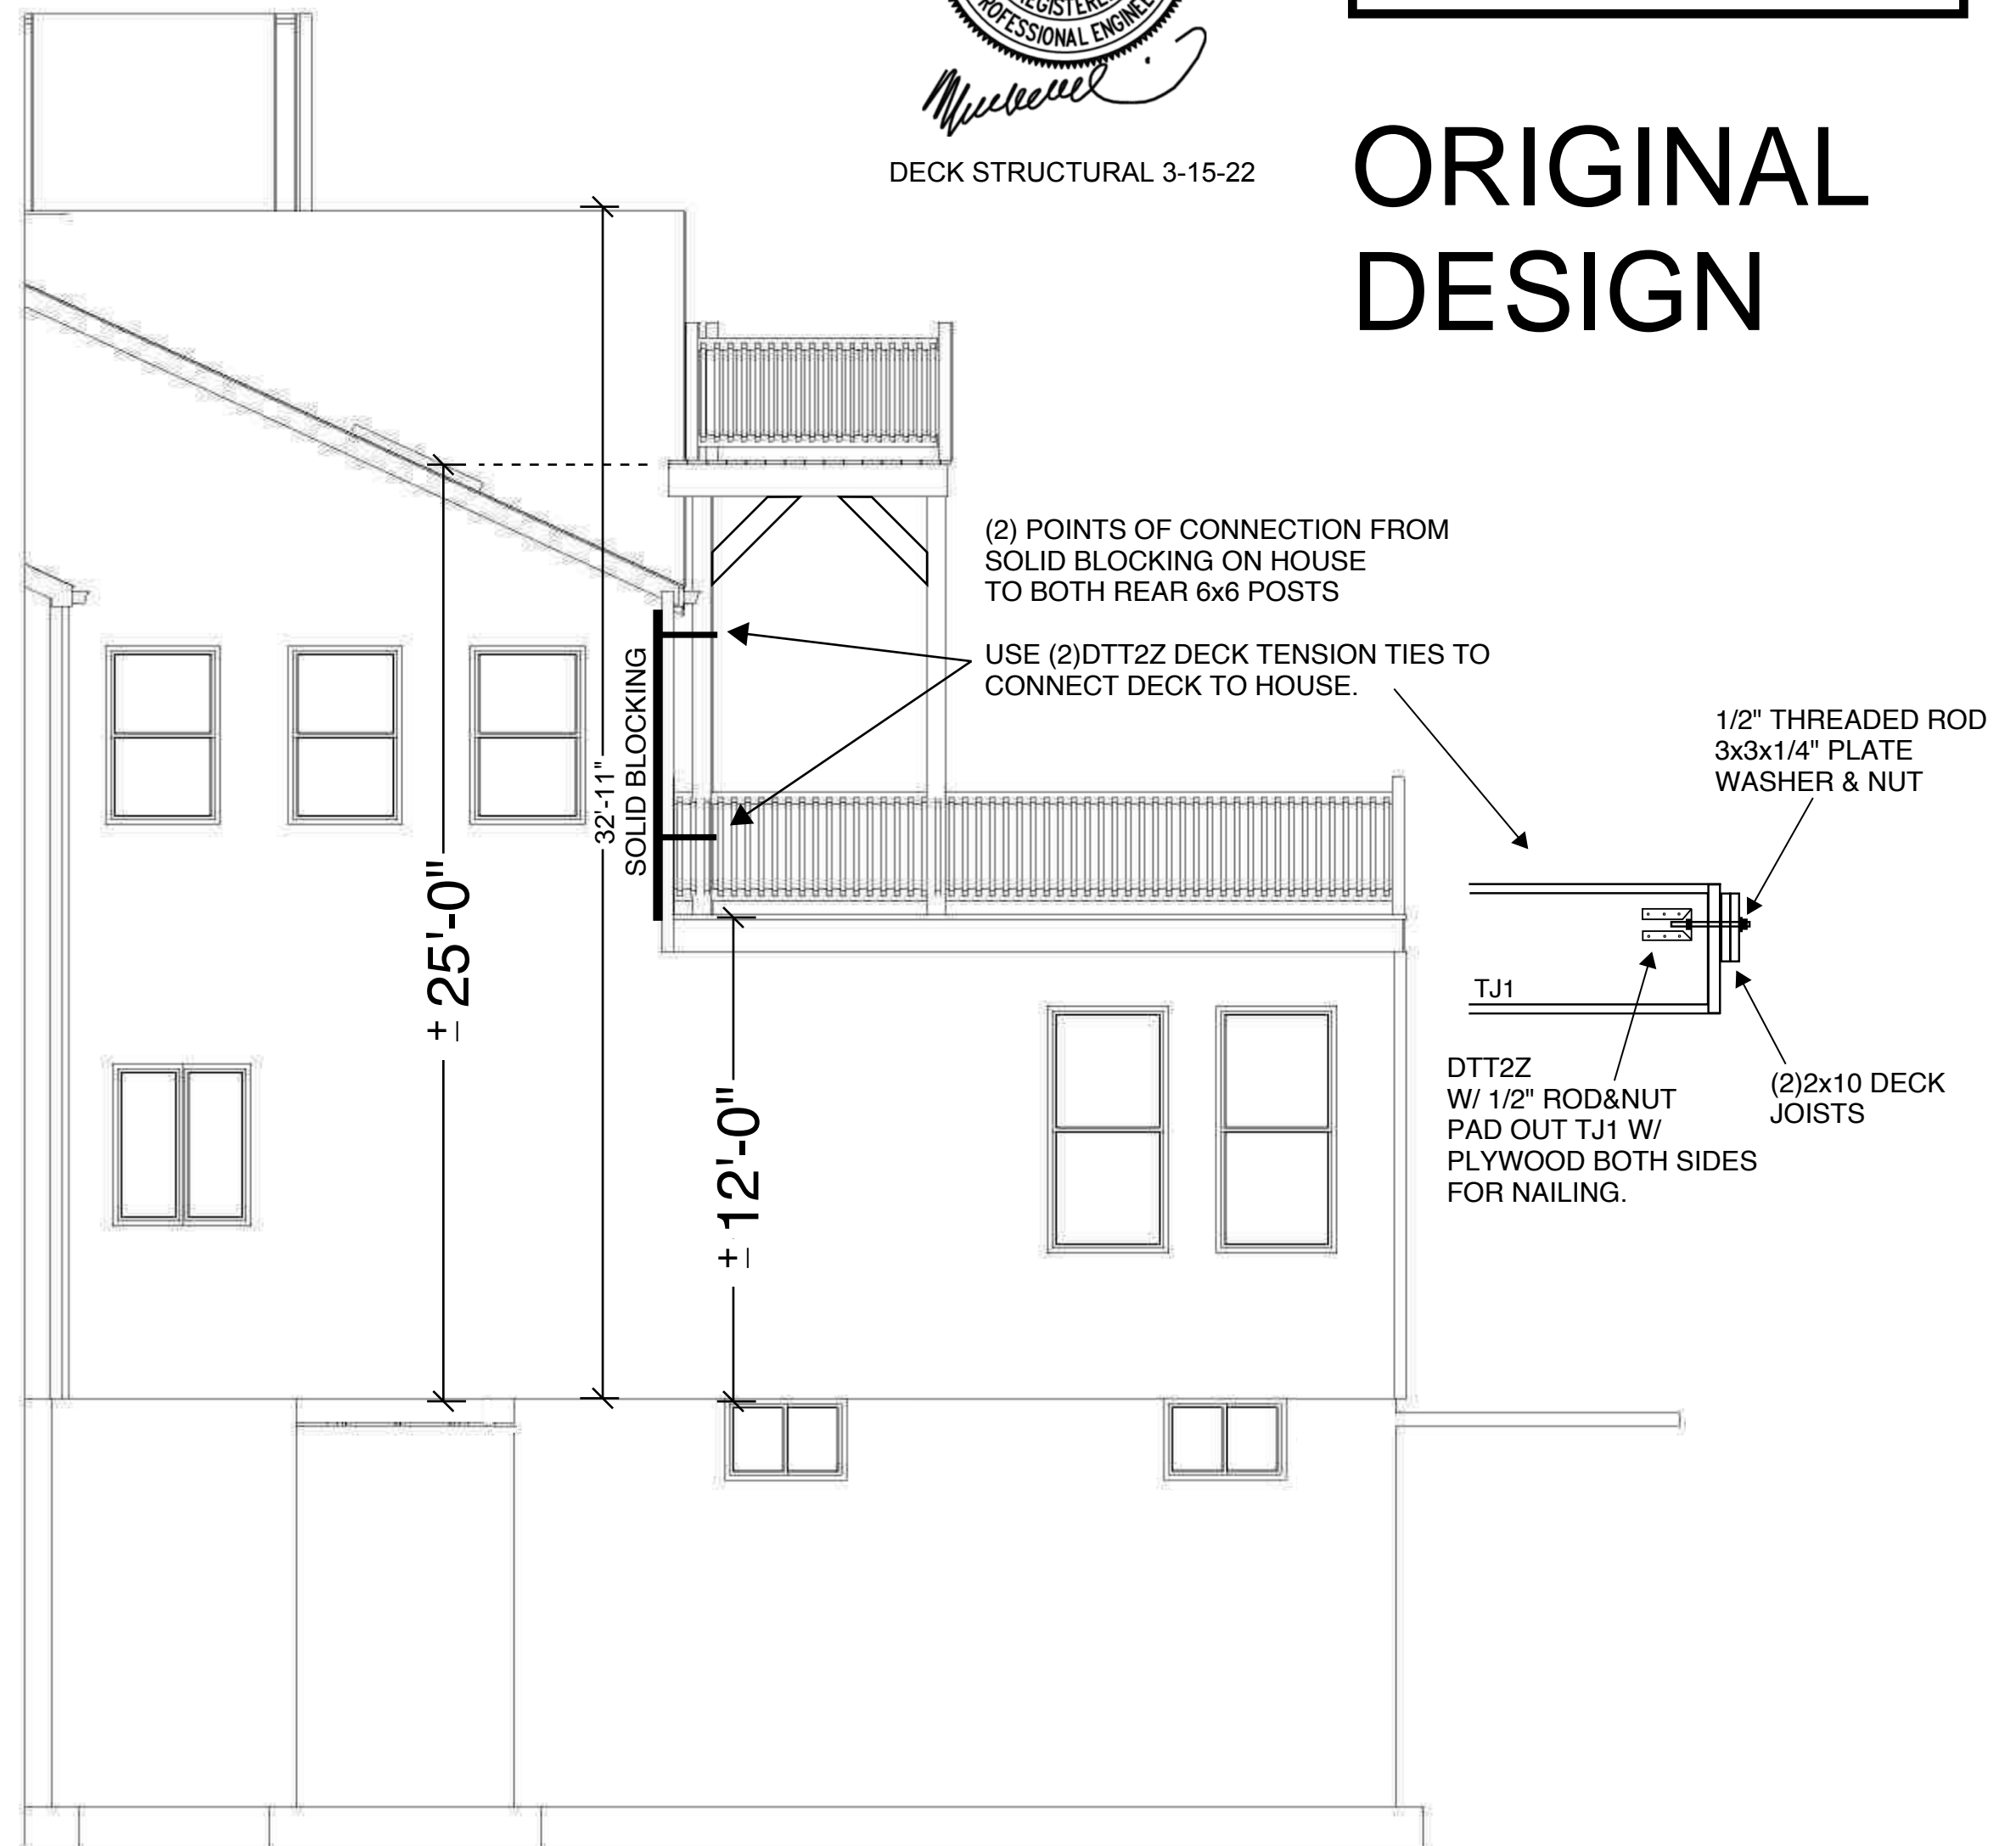 REGISTERED
PROFESSIONAL ENGINEER
DECK STRUCTURAL 3-15-22
ORIGINAL
DESIGN
(2) POINTS OF CONNECTION FROM
SOLID BLOCKING ON HOUSE
TO BOTH REAR 6x6 POSTS
USE (2)DTT2Z DECK TENSION TIES TO
CONNECT DECK TO HOUSE.
1/2" THREADED ROD
3x3x1/4" PLATE
WASHER & NUT
32'-11"
SOLID BLOCKING
± 25'-0"
± 12'-0"
TJ1
DTT2Z
W/ 1/2" ROD&NUT
PAD OUT TJ1 W/
PLYWOOD BOTH SIDES
FOR NAILING.
(2)2x10 DECK
JOISTS